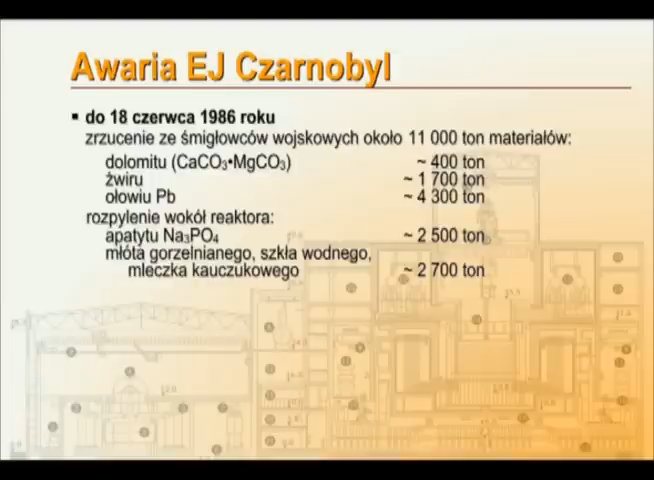 Awaria EJ Czarnobyl
▪ do 18 czerwca 1986 roku
zrzucenie ze śmigłowców wojskowych około 11 000 ton materiałów:
dolomitu (CaCO₃•MgCO₃) ~ 400 ton
żwiru ~ 1 700 ton
ołowiu Pb ~ 4 300 ton
rozpylenie wokół reaktora:
apatytu Na₃PO₄ ~ 2 500 ton
młóta gorzelnianego, szkła wodnego,
mleczka kauczukowego ~ 2 700 ton